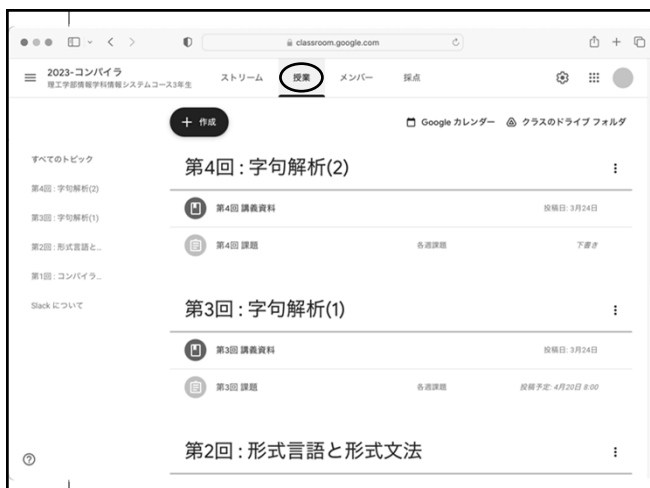 classroom.google.com
2023-コンパイラ
理工学部情報学科情報システムコース3年生
ストリーム 授業 メンバー 採点
+ 作成
Google カレンダー クラスのドライブ フォルダ
すべてのトピック
第4回 : 字句解析(2)
第3回 : 字句解析(1)
第2回 : 形式言語と...
第1回 : コンパイラ...
Slack について
第4回 : 字句解析(2)
第4回 講義資料 投稿日: 3月24日
第4回 課題 各週課題 下書き
第3回 : 字句解析(1)
第3回 講義資料 投稿日: 3月24日
第3回 課題 各週課題 投稿予定: 4月20日 8:00
第2回 : 形式言語と形式文法